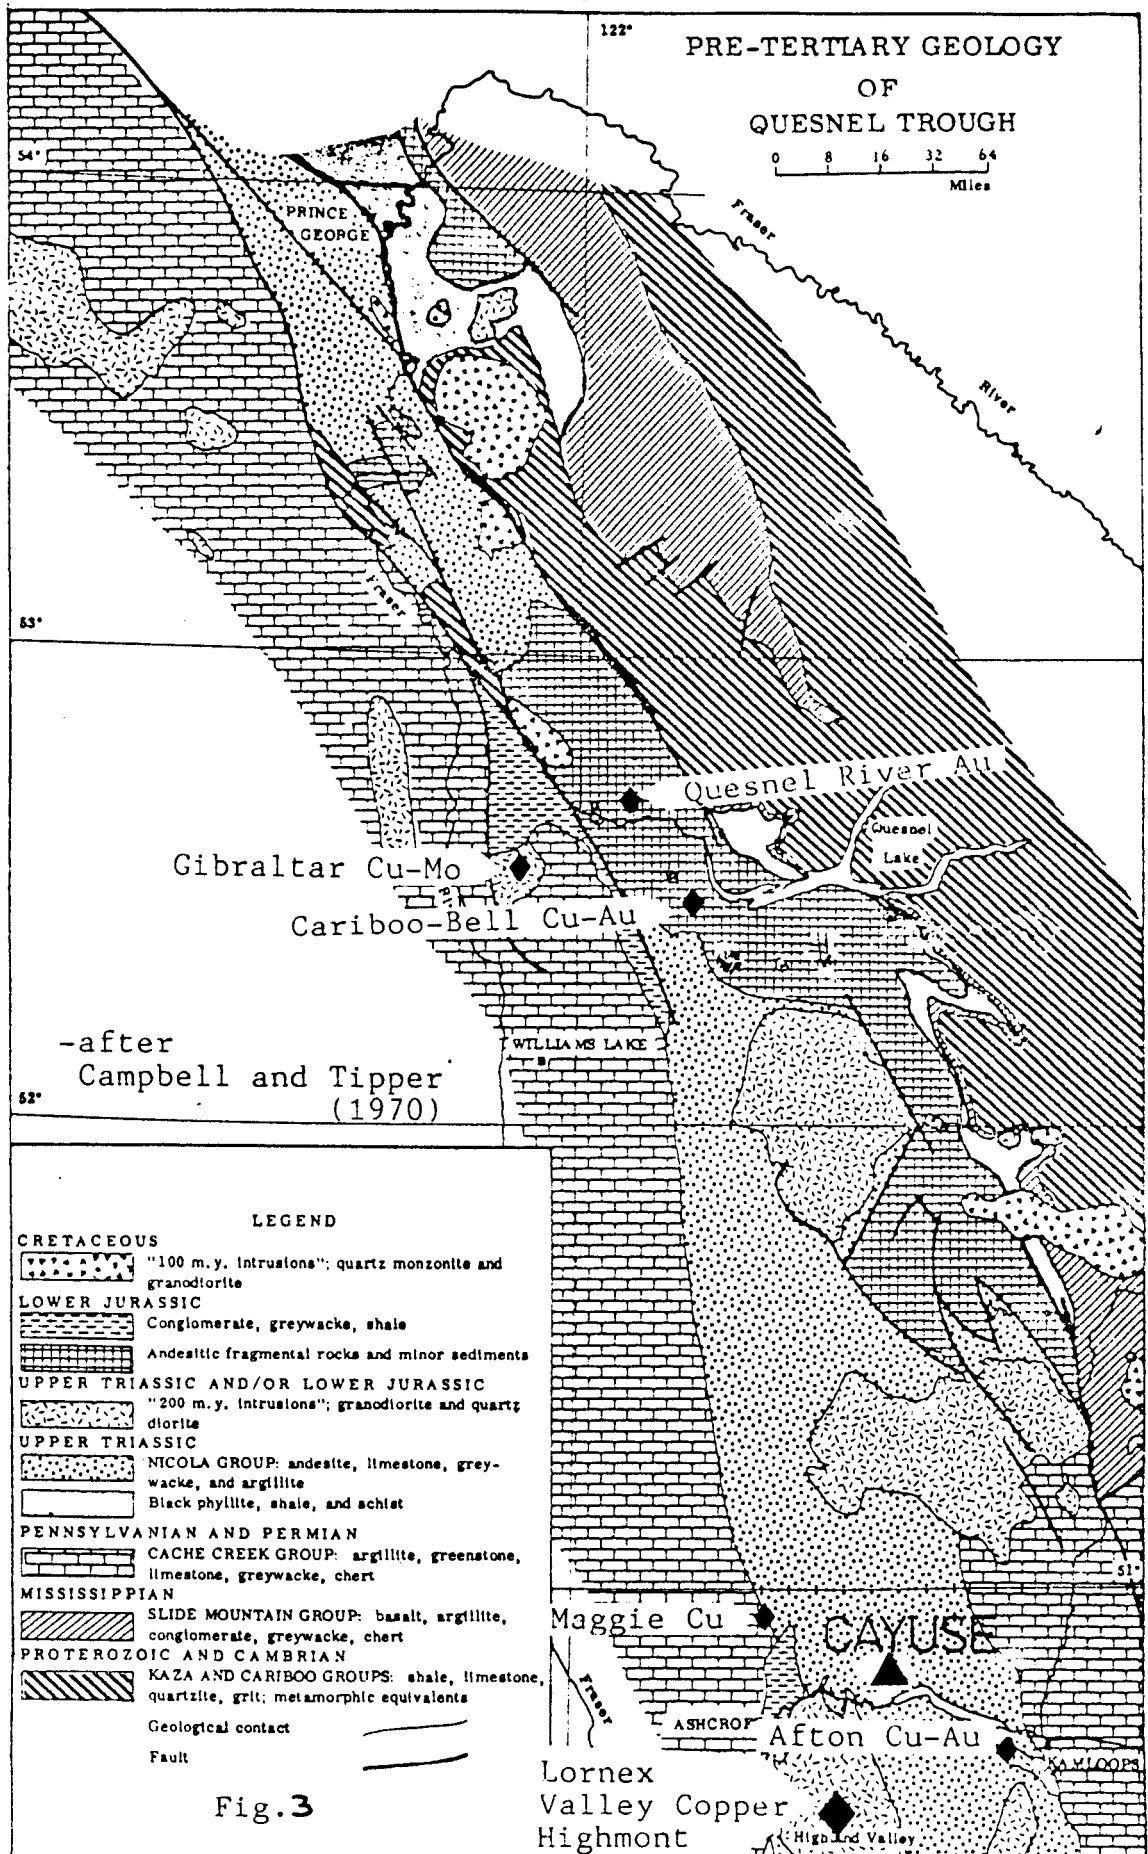 122°
PRE-TERTIARY GEOLOGY
OF
QUESNEL TROUGH
0 8 16 32 64
Miles
54°
PRINCE
GEORGE
Fraser
River
Fraser
53°
Quesnel River Au
Quesnel
Lake
Gibraltar Cu-Mo
Cariboo-Bell Cu-Au
WILLIAMS LAKE
-after
Campbell and Tipper
(1970)
52°
LEGEND
CRETACEOUS
"100 m.y. intrusions"; quartz monzonite and
granodiorite
LOWER JURASSIC
Conglomerate, greywacke, shale
Andesitic fragmental rocks and minor sediments
UPPER TRIASSIC AND/OR LOWER JURASSIC
"200 m.y. intrusions"; granodiorite and quartz
diorite
UPPER TRIASSIC
NICOLA GROUP: andesite, limestone, grey-
wacke, and argillite
Black phyllite, shale, and schist
PENNSYLVANIAN AND PERMIAN
CACHE CREEK GROUP: argillite, greenstone,
limestone, greywacke, chert
MISSISSIPPIAN
SLIDE MOUNTAIN GROUP: basalt, argillite,
conglomerate, greywacke, chert
PROTEROZOIC AND CAMBRIAN
KAZA AND CARIBOO GROUPS: shale, limestone,
quartzite, grit; metamorphic equivalents
Geological contact
Fault
Fig.3
51°
Maggie Cu
CAYUSE
Fraser
ASHCROF
Afton Cu-Au
KAMLOOPS
Lornex
Valley Copper
Highmont
Highland Valley